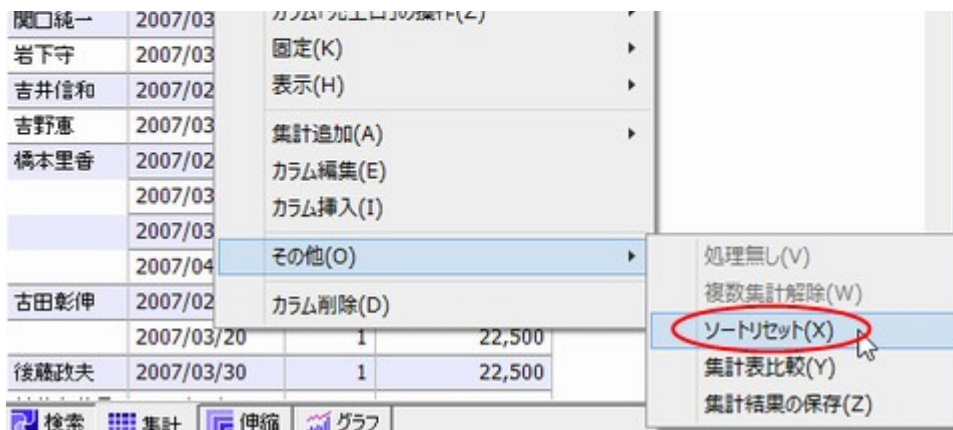 関口純一 2007/03
固定(K)
岩下守 2007/03
表示(H)
吉井信和 2007/02
吉野恵 2007/03
集計追加(A)
橋本里香 2007/02
カラム編集(E)
2007/03
カラム挿入(I)
2007/03
2007/04
その他(O)
処理無し(V)
複数集計解除(W)
古田彰伸 2007/02
カラム削除(D)
ソートリセット(X)
2007/03/20 1 22,500
集計表比較(Y)
後藤政夫 2007/03/30 1 22,500
集計結果の保存(Z)
検索 集計 伸縮 グラフ